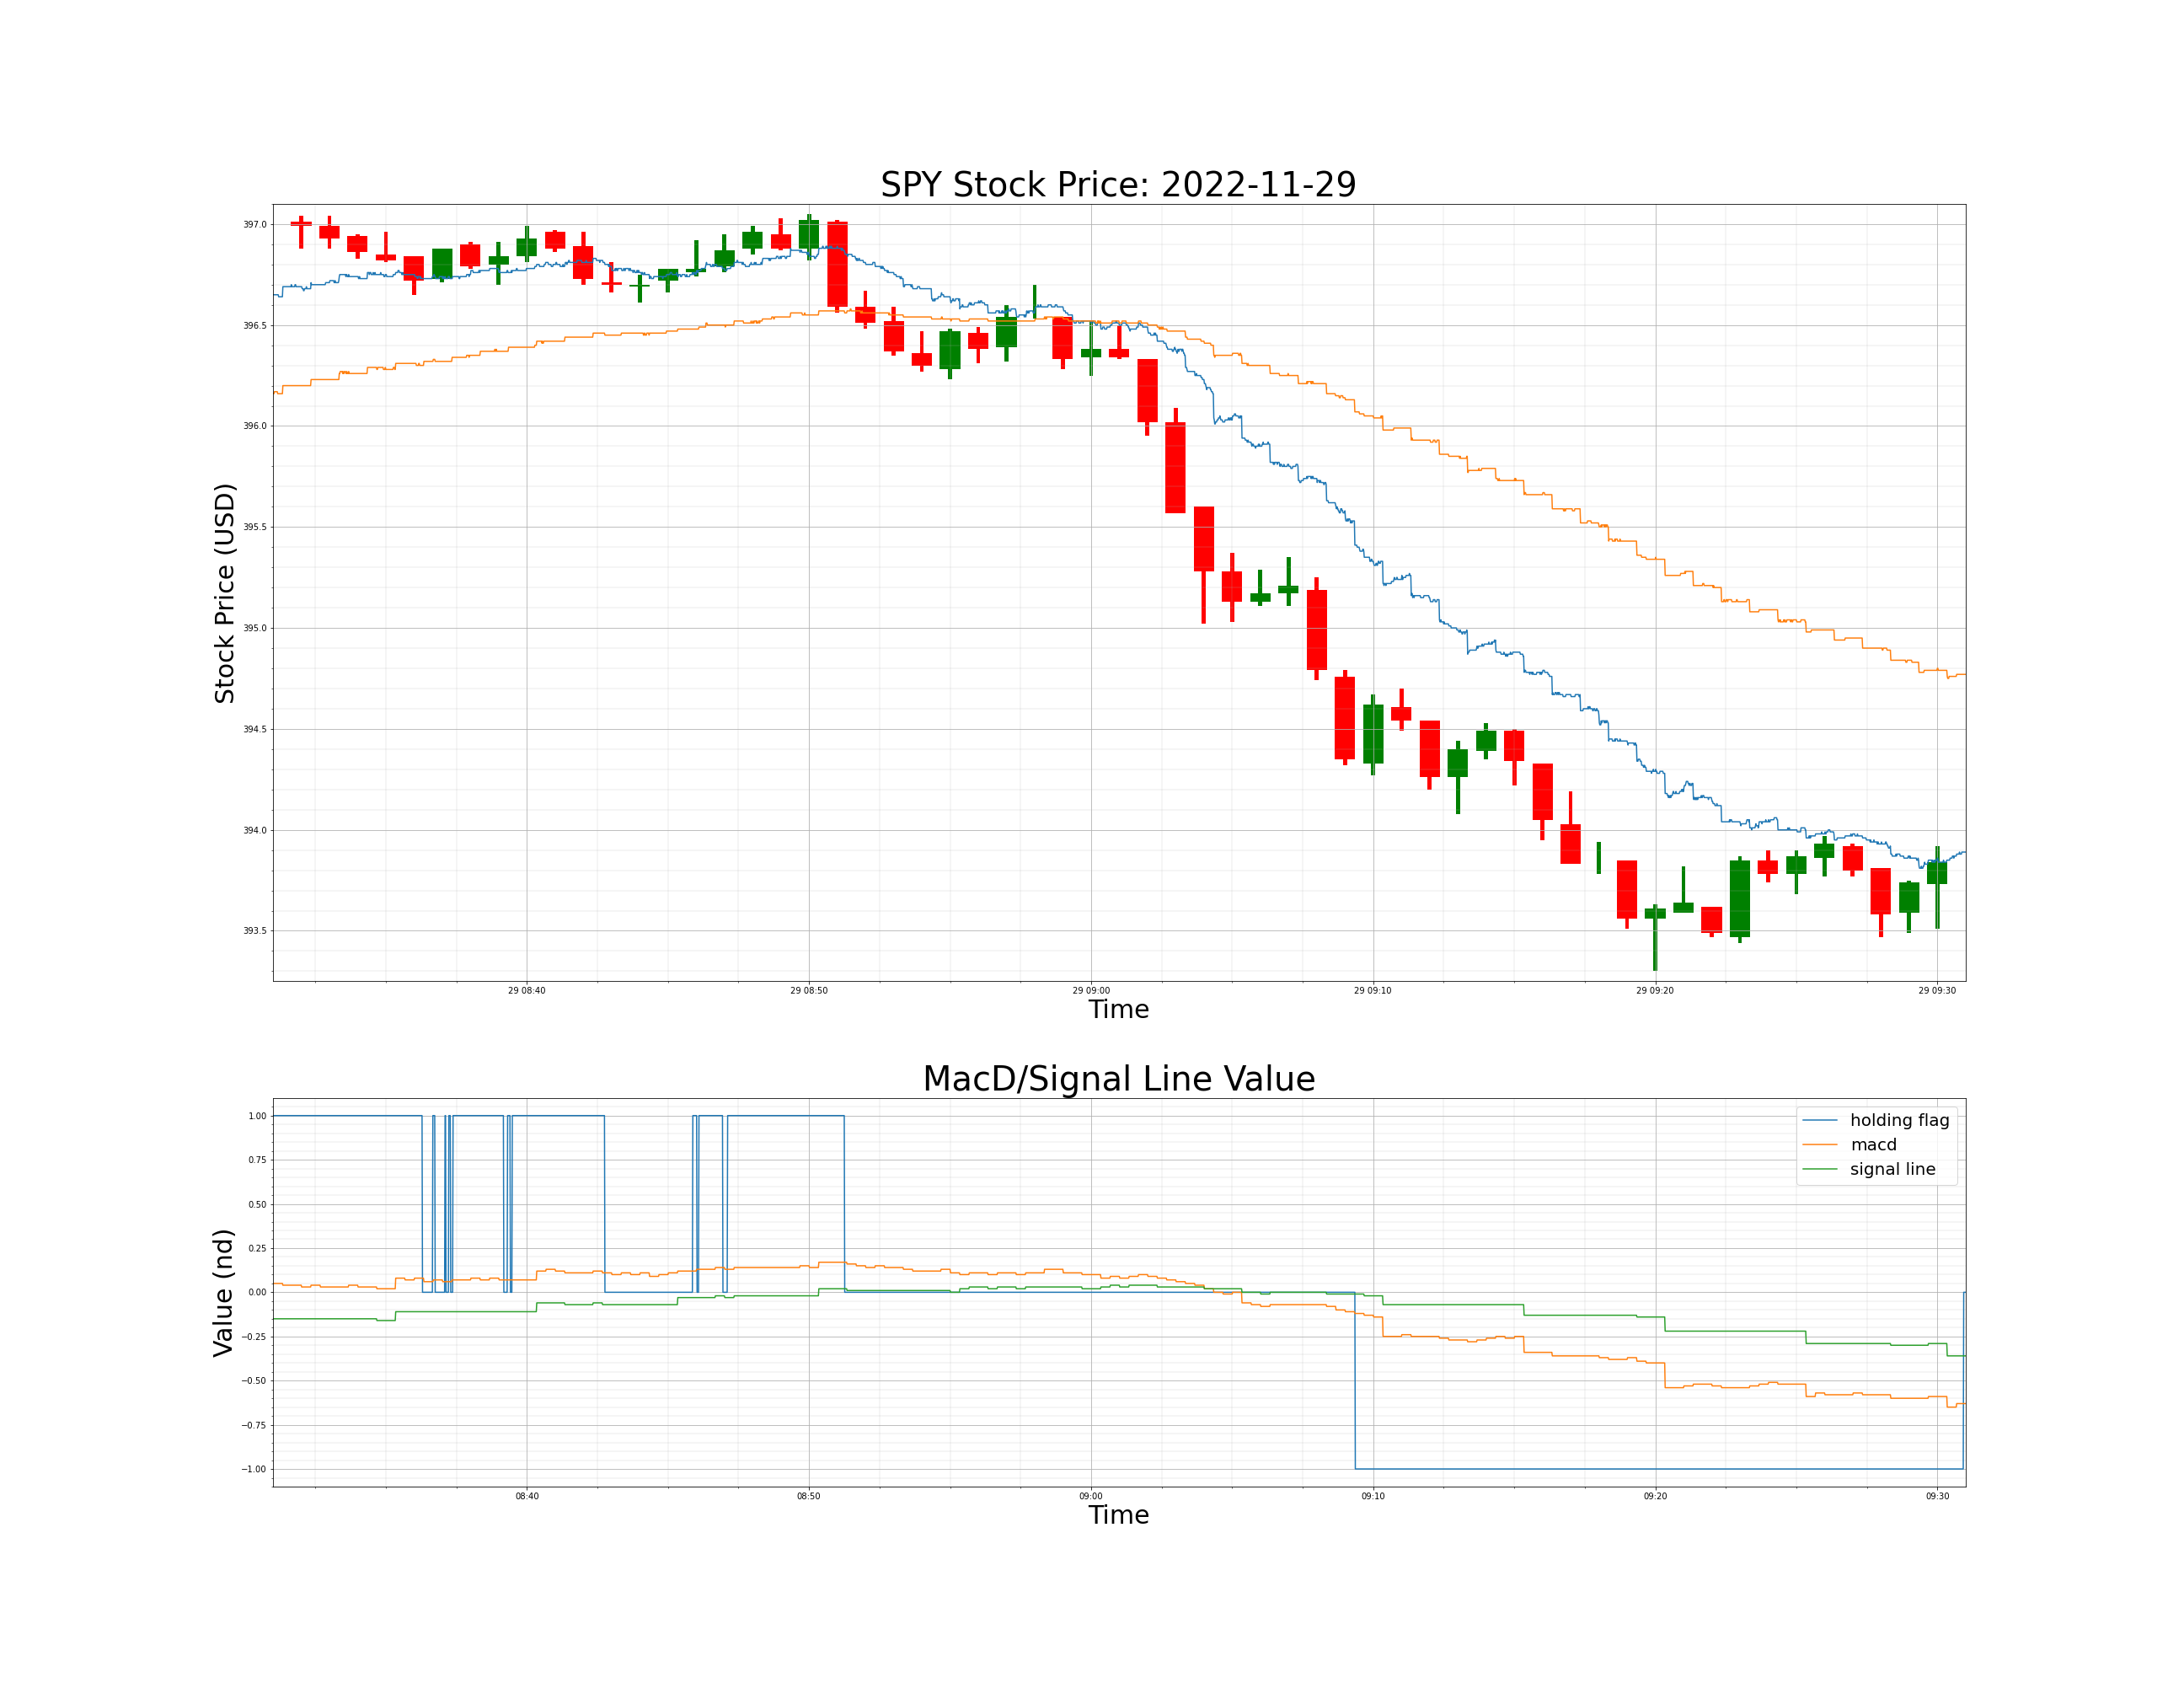 SPY Stock Price: 2022-11-29
Stock Price (USD)
397.0
396.5
396.0
395.5
395.0
394.5
394.0
393.5
29 08:40 29 08:50 29 09:00 29 09:10 29 09:20 29 09:30
Time
MacD/Signal Line Value
Value (nd)
1.00
0.75
0.50
0.25
0.00
−0.25
−0.50
−0.75
−1.00
holding flag
macd
signal line
08:40 08:50 09:00 09:10 09:20 09:30
Time